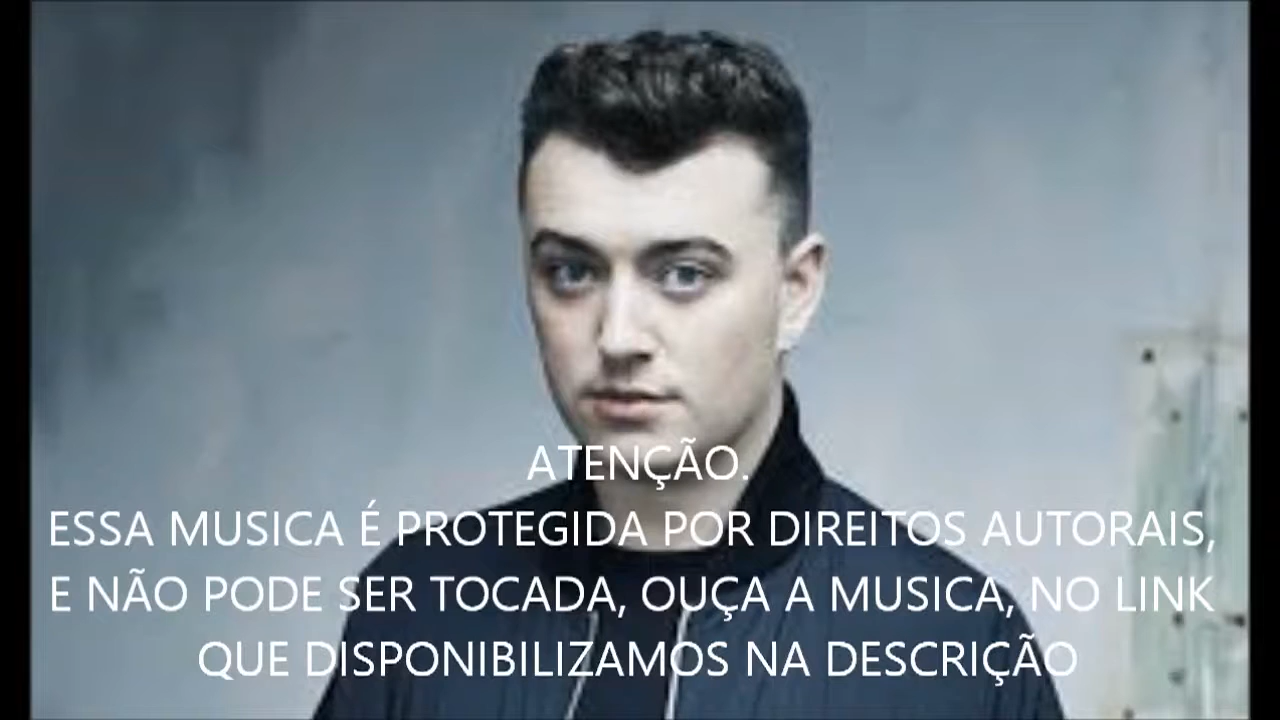 ATENÇÃO.
ESSA MUSICA É PROTEGIDA POR DIREITOS AUTORAIS,
E NÃO PODE SER TOCADA, OUÇA A MUSICA, NO LINK
QUE DISPONIBILIZAMOS NA DESCRIÇÃO